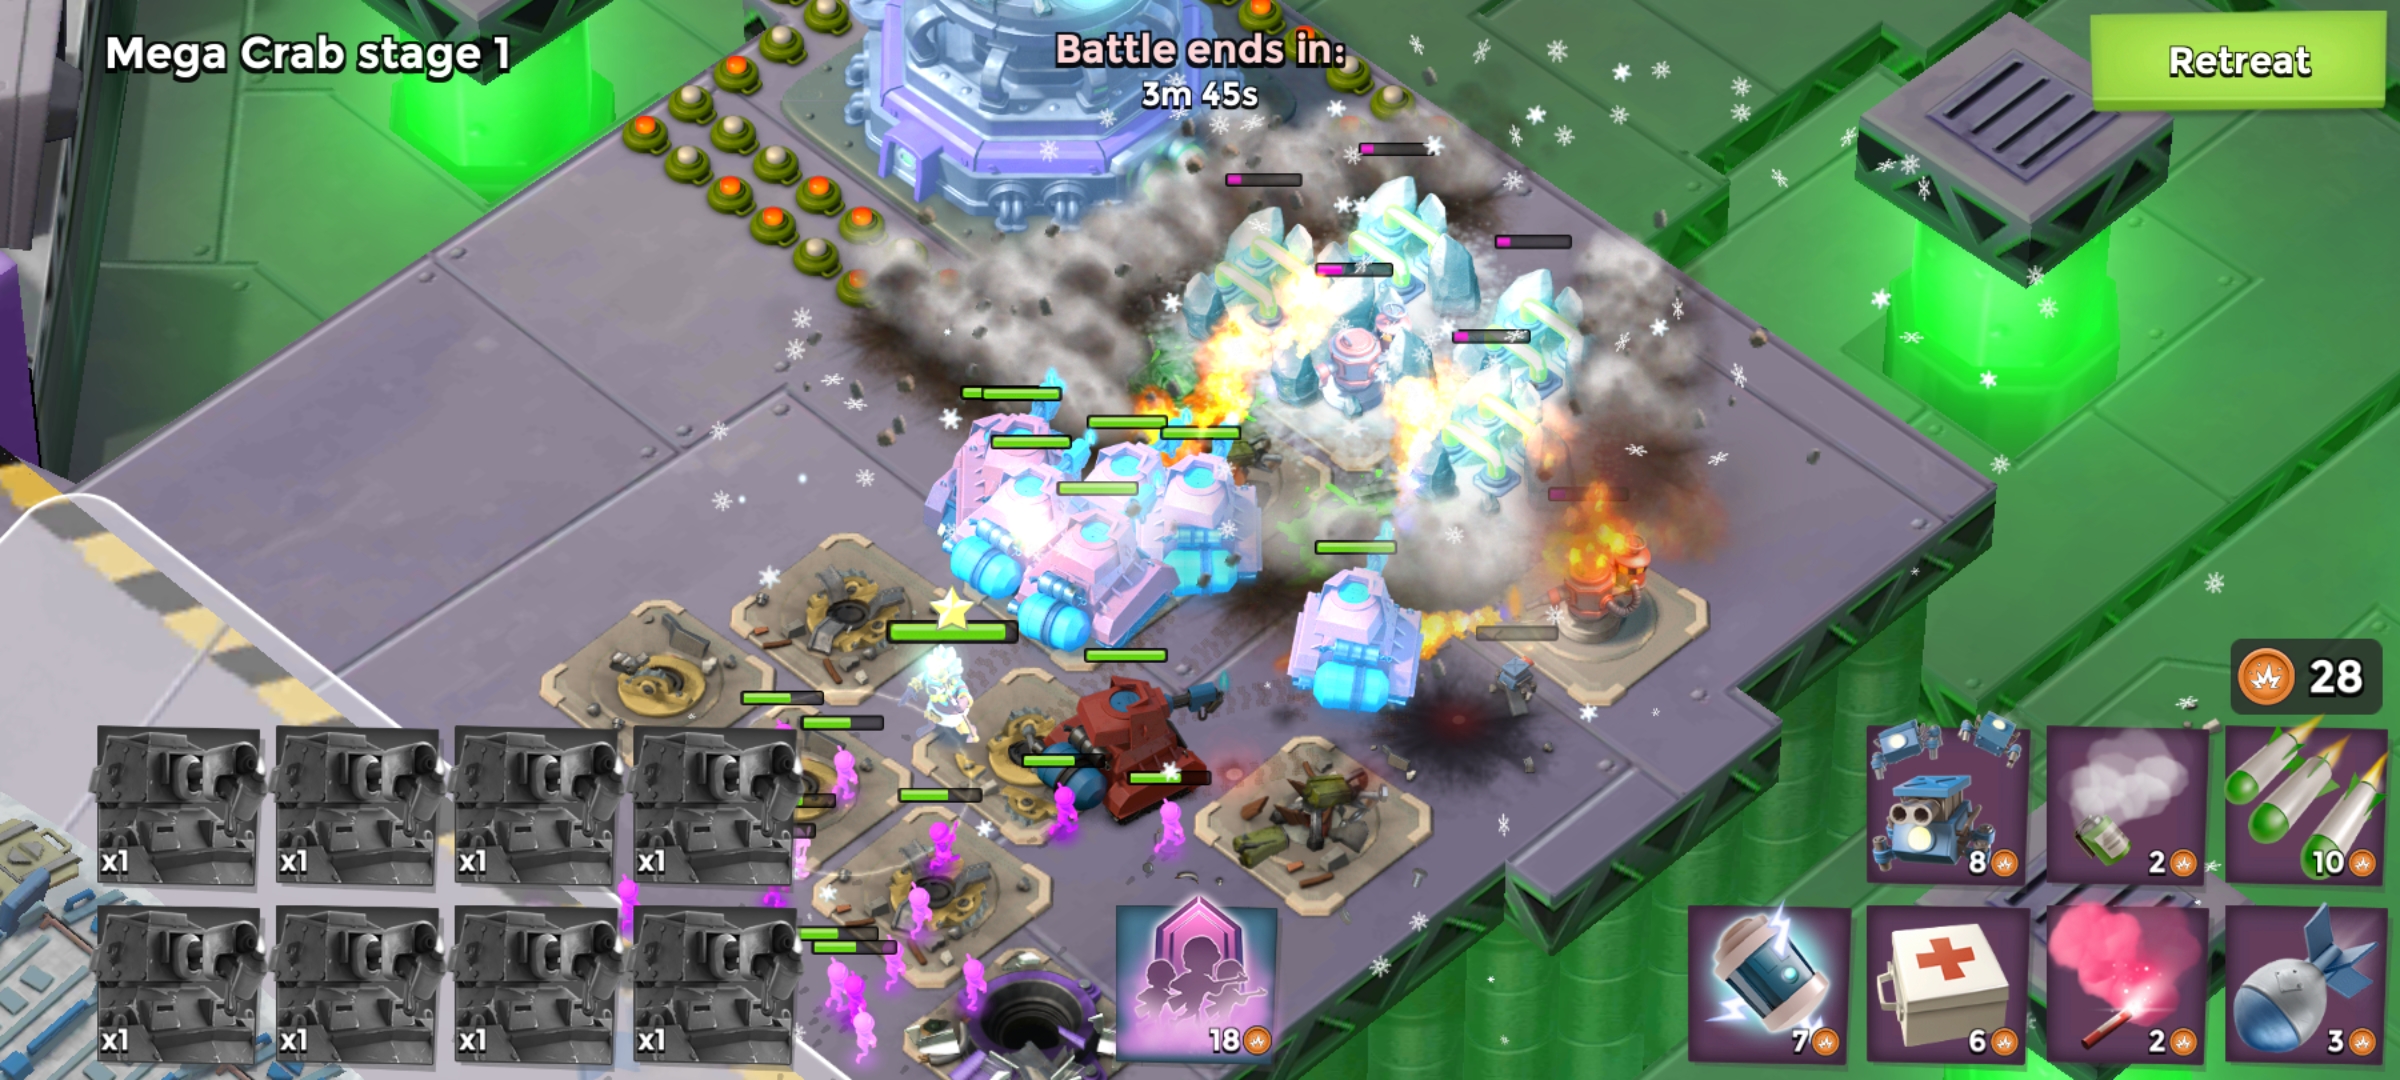 Mega Crab stage 1
Battle ends in:
3m 45s
Retreat
28
8
2
10
x1
x1
x1
x1
x1
x1
x1
x1
18
7
6
2
3